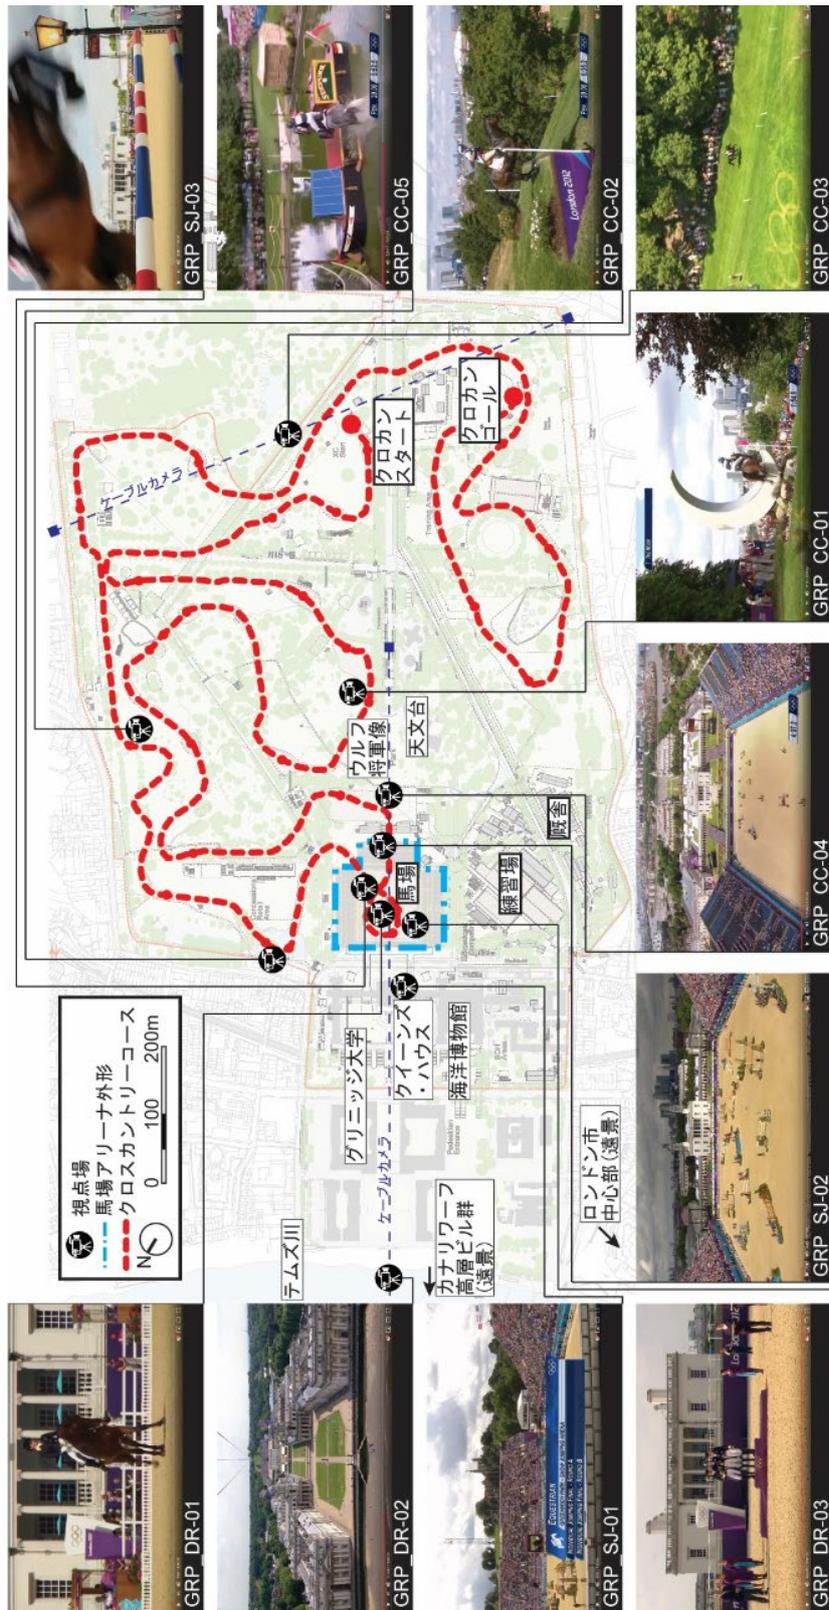 GRP_DR-01
GRP_DR-02
EQUESTRIAN
GRP_SJ-01
GRP_DR-03
視点場
馬場アリーナ外形
クロスカントリーコース
N
0 100 200m
テムズ川
グリニッジ大学
ケーブルカメラ
クイーンズ
・ハウス
海洋博物館
カナリワーフ
高層ビル群
(遠景)
ロンドン市
中心部(遠景)
Pedestrian
Entrance
馬場
練習場
厩舎
ウルフ
将軍像
天文台
ケーブルカメラ
XC
Start
クロカン
スタート
クロカン
ゴール
Training Area
GRP_SJ-03
GRP_CC-05
London 2012
GRP_CC-02
GRP_CC-03
GRP_CC-01
GRP_CC-04
GRP_SJ-02